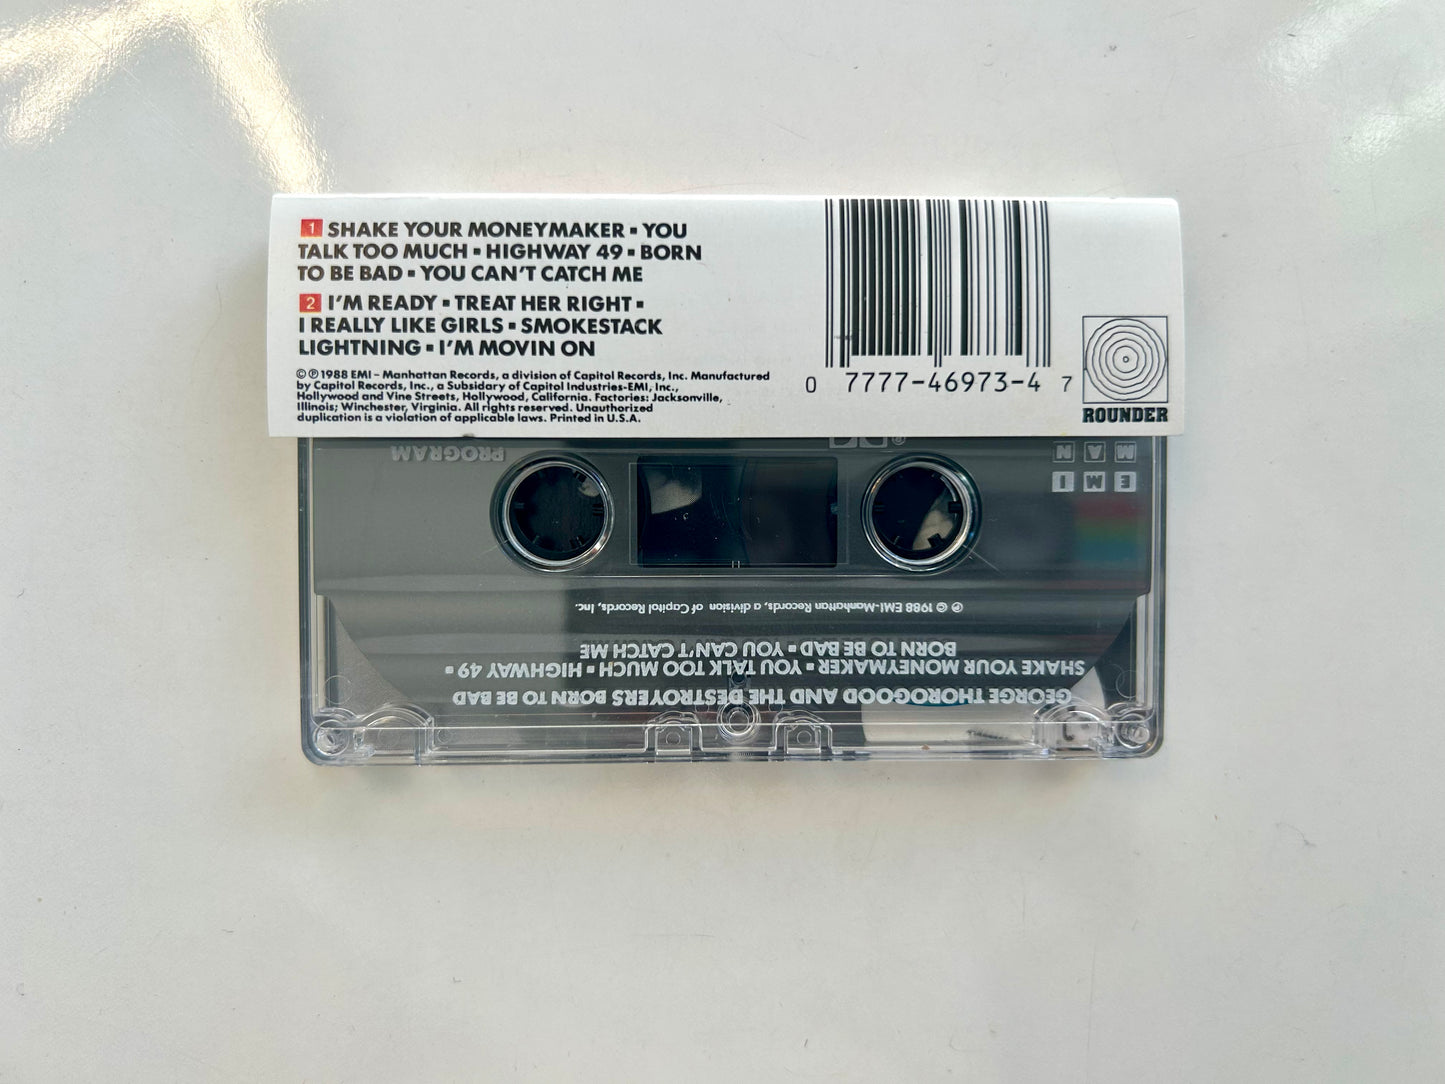 1 SHAKE YOUR MONEYMAKER ▪ YOU
TALK TOO MUCH ▪ HIGHWAY 49 ▪ BORN
TO BE BAD ▪ YOU CAN'T CATCH ME
2 I'M READY ▪ TREAT HER RIGHT ▪
I REALLY LIKE GIRLS ▪ SMOKESTACK
LIGHTNING ▪ I'M MOVIN ON
© ℗ 1988 EMI – Manhattan Records, a division of Capitol Records, Inc. Manufactured
by Capitol Records, Inc., a Subsidary of Capitol Industries-EMI, Inc.,
Hollywood and Vine Streets, Hollywood, California. Factories: Jacksonville,
Illinois; Winchester, Virginia. All rights reserved. Unauthorized
duplication is a violation of applicable laws. Printed in U.S.A.
0 7777-46973-4 7
ROUNDER
GEORGE THOROGOOD AND THE DESTROYERS BORN TO BE BAD
SHAKE YOUR MONEYMAKER ▪ YOU TALK TOO MUCH ▪ HIGHWAY 49 ▪
BORN TO BE BAD ▪ YOU CAN'T CATCH ME
℗ © 1988 EMI-Manhattan Records, a division of Capitol Records, Inc.
E M I
M A N
PROGRAM